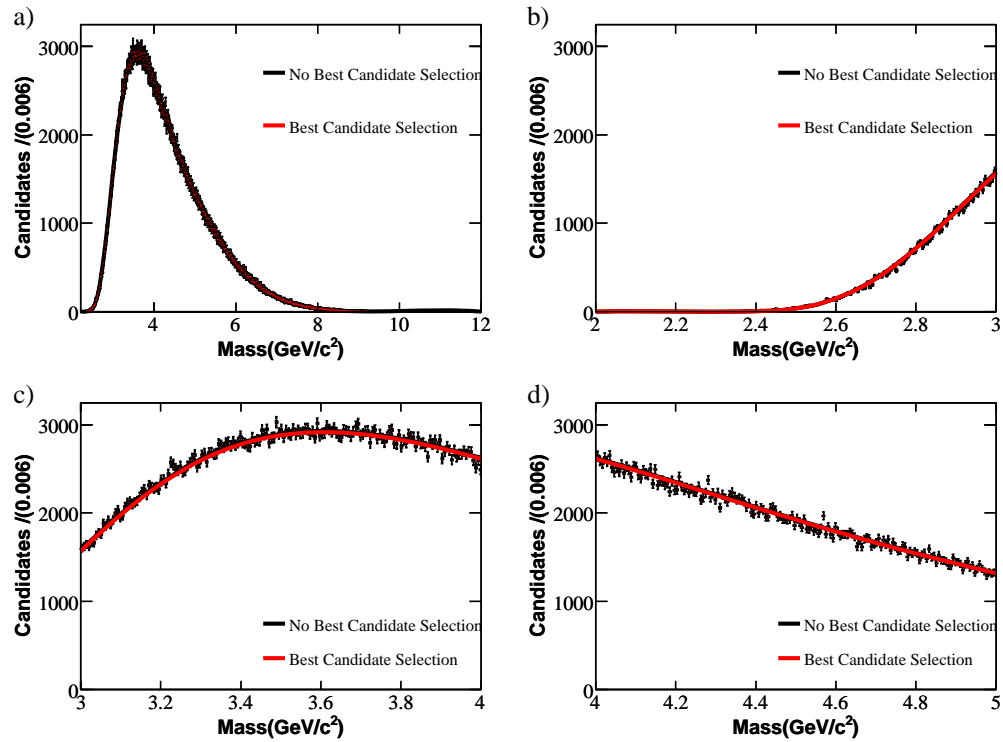 a)
Candidates /(0.006)
3000
2000
1000
0
No Best Candidate Selection
Best Candidate Selection
4 6 8 10 12
Mass(GeV/c²)
b)
Candidates /(0.006)
3000
2000
1000
0
No Best Candidate Selection
Best Candidate Selection
2 2.2 2.4 2.6 2.8 3
Mass(GeV/c²)
c)
Candidates /(0.006)
3000
2000
1000
0
No Best Candidate Selection
Best Candidate Selection
3 3.2 3.4 3.6 3.8 4
Mass(GeV/c²)
d)
Candidates /(0.006)
3000
2000
1000
0
No Best Candidate Selection
Best Candidate Selection
4 4.2 4.4 4.6 4.8 5
Mass(GeV/c²)